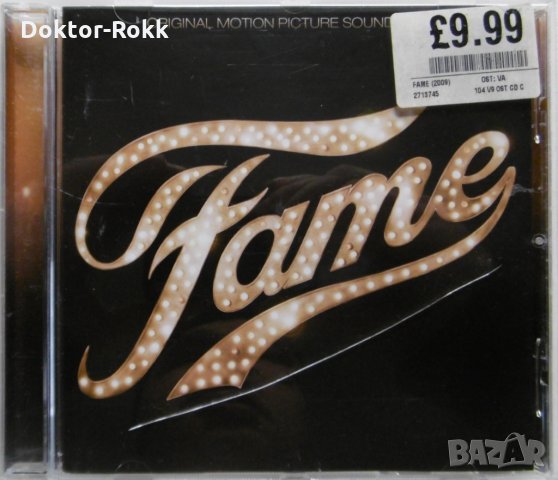 Doktor-Rokk
ORIGINAL MOTION PICTURE SOUND
£9.99
FAME (2009) OST: VA
2713745 104 V9 OST CD C
Fame
BAZAR